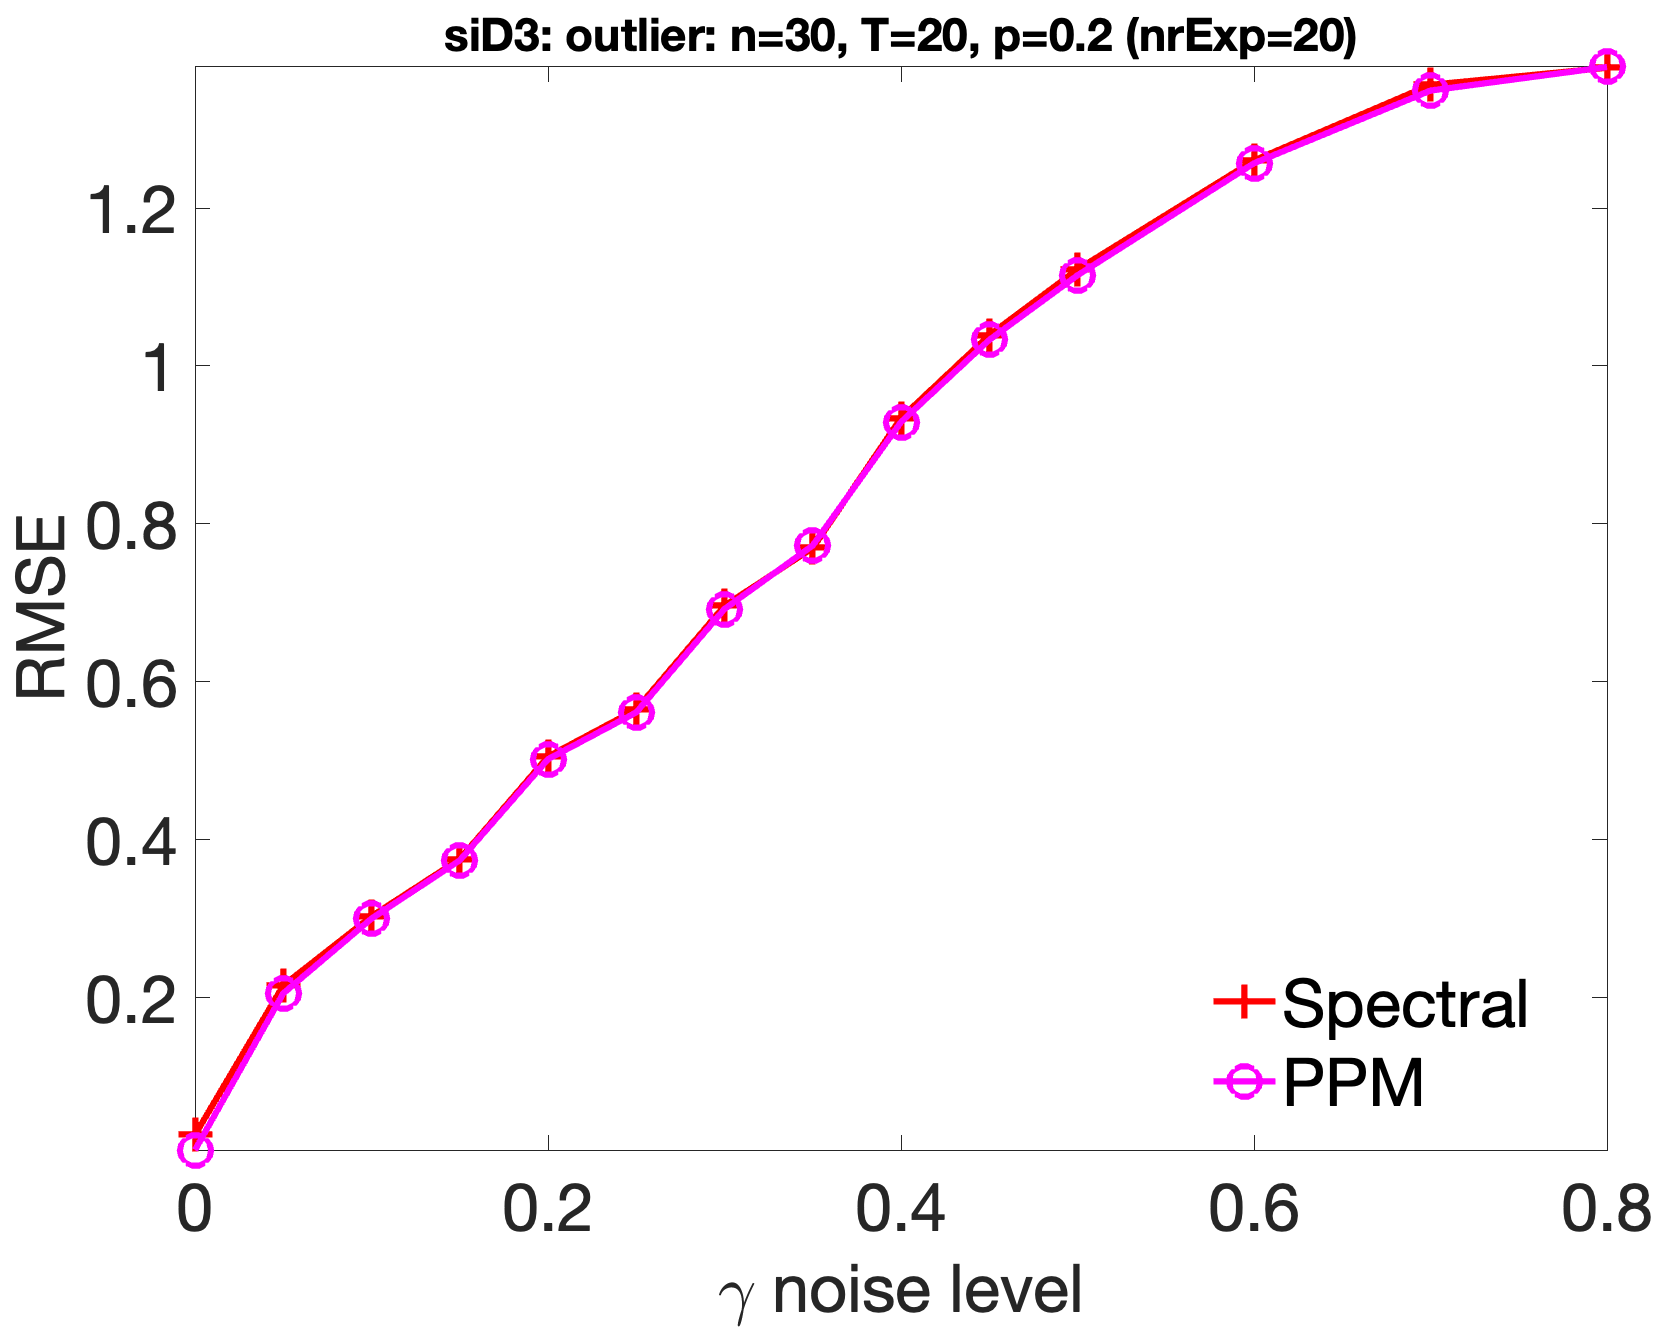 siD3: outlier: n=30, T=20, p=0.2 (nrExp=20)
RMSE
1.2
1
0.8
0.6
0.4
0.2
Spectral
PPM
0 0.2 0.4 0.6 0.8
γ noise level